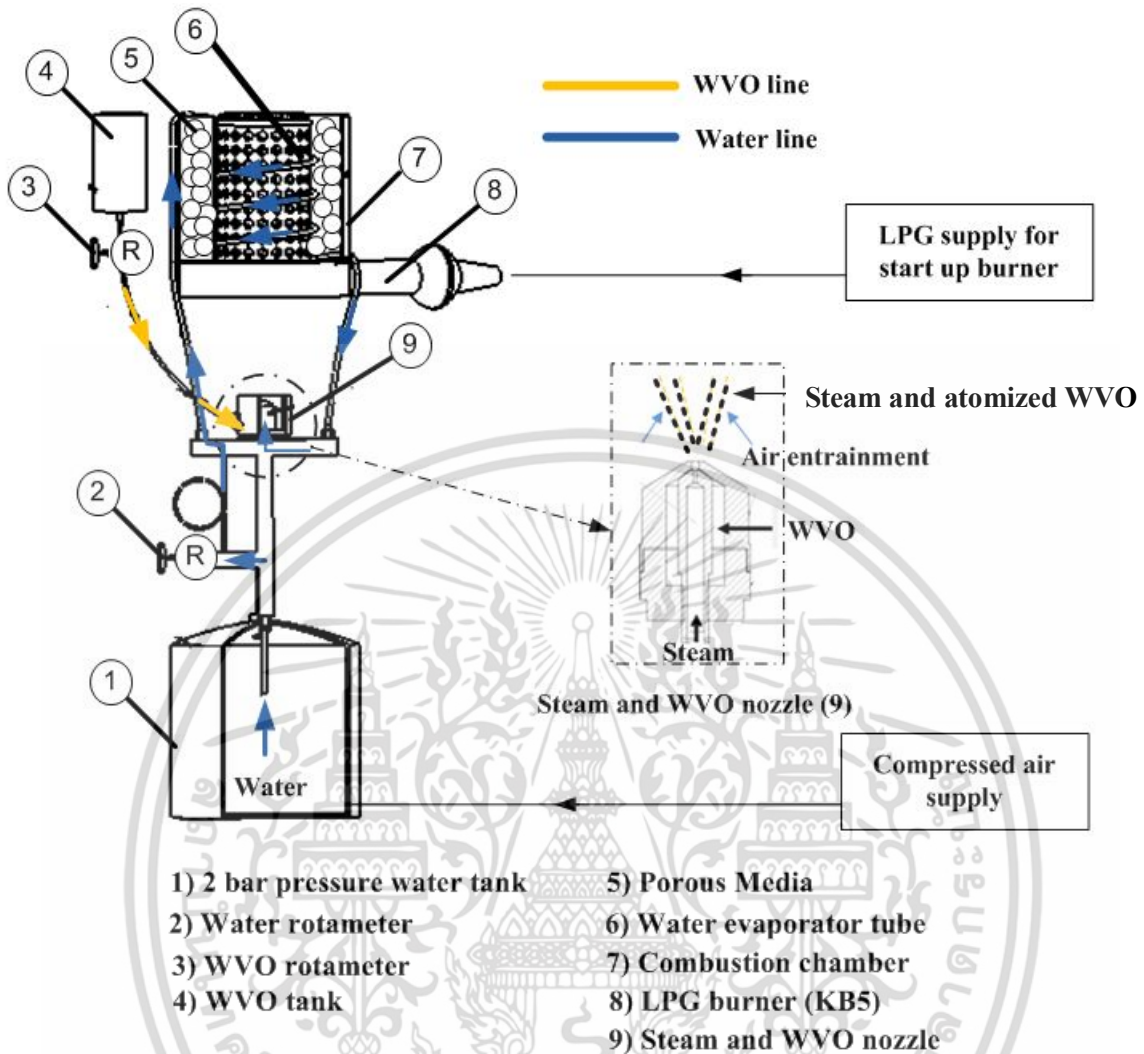 6
5
4
WVO line
Water line
7
3
8
R
LPG supply for
start up burner
9
Steam and atomized WVO
Air entrainment
2
WVO
R
Steam
1
Steam and WVO nozzle (9)
Water
Compressed air
supply
1) 2 bar pressure water tank
2) Water rotameter
3) WVO rotameter
4) WVO tank
5) Porous Media
6) Water evaporator tube
7) Combustion chamber
8) LPG burner (KB5)
9) Steam and WVO nozzle